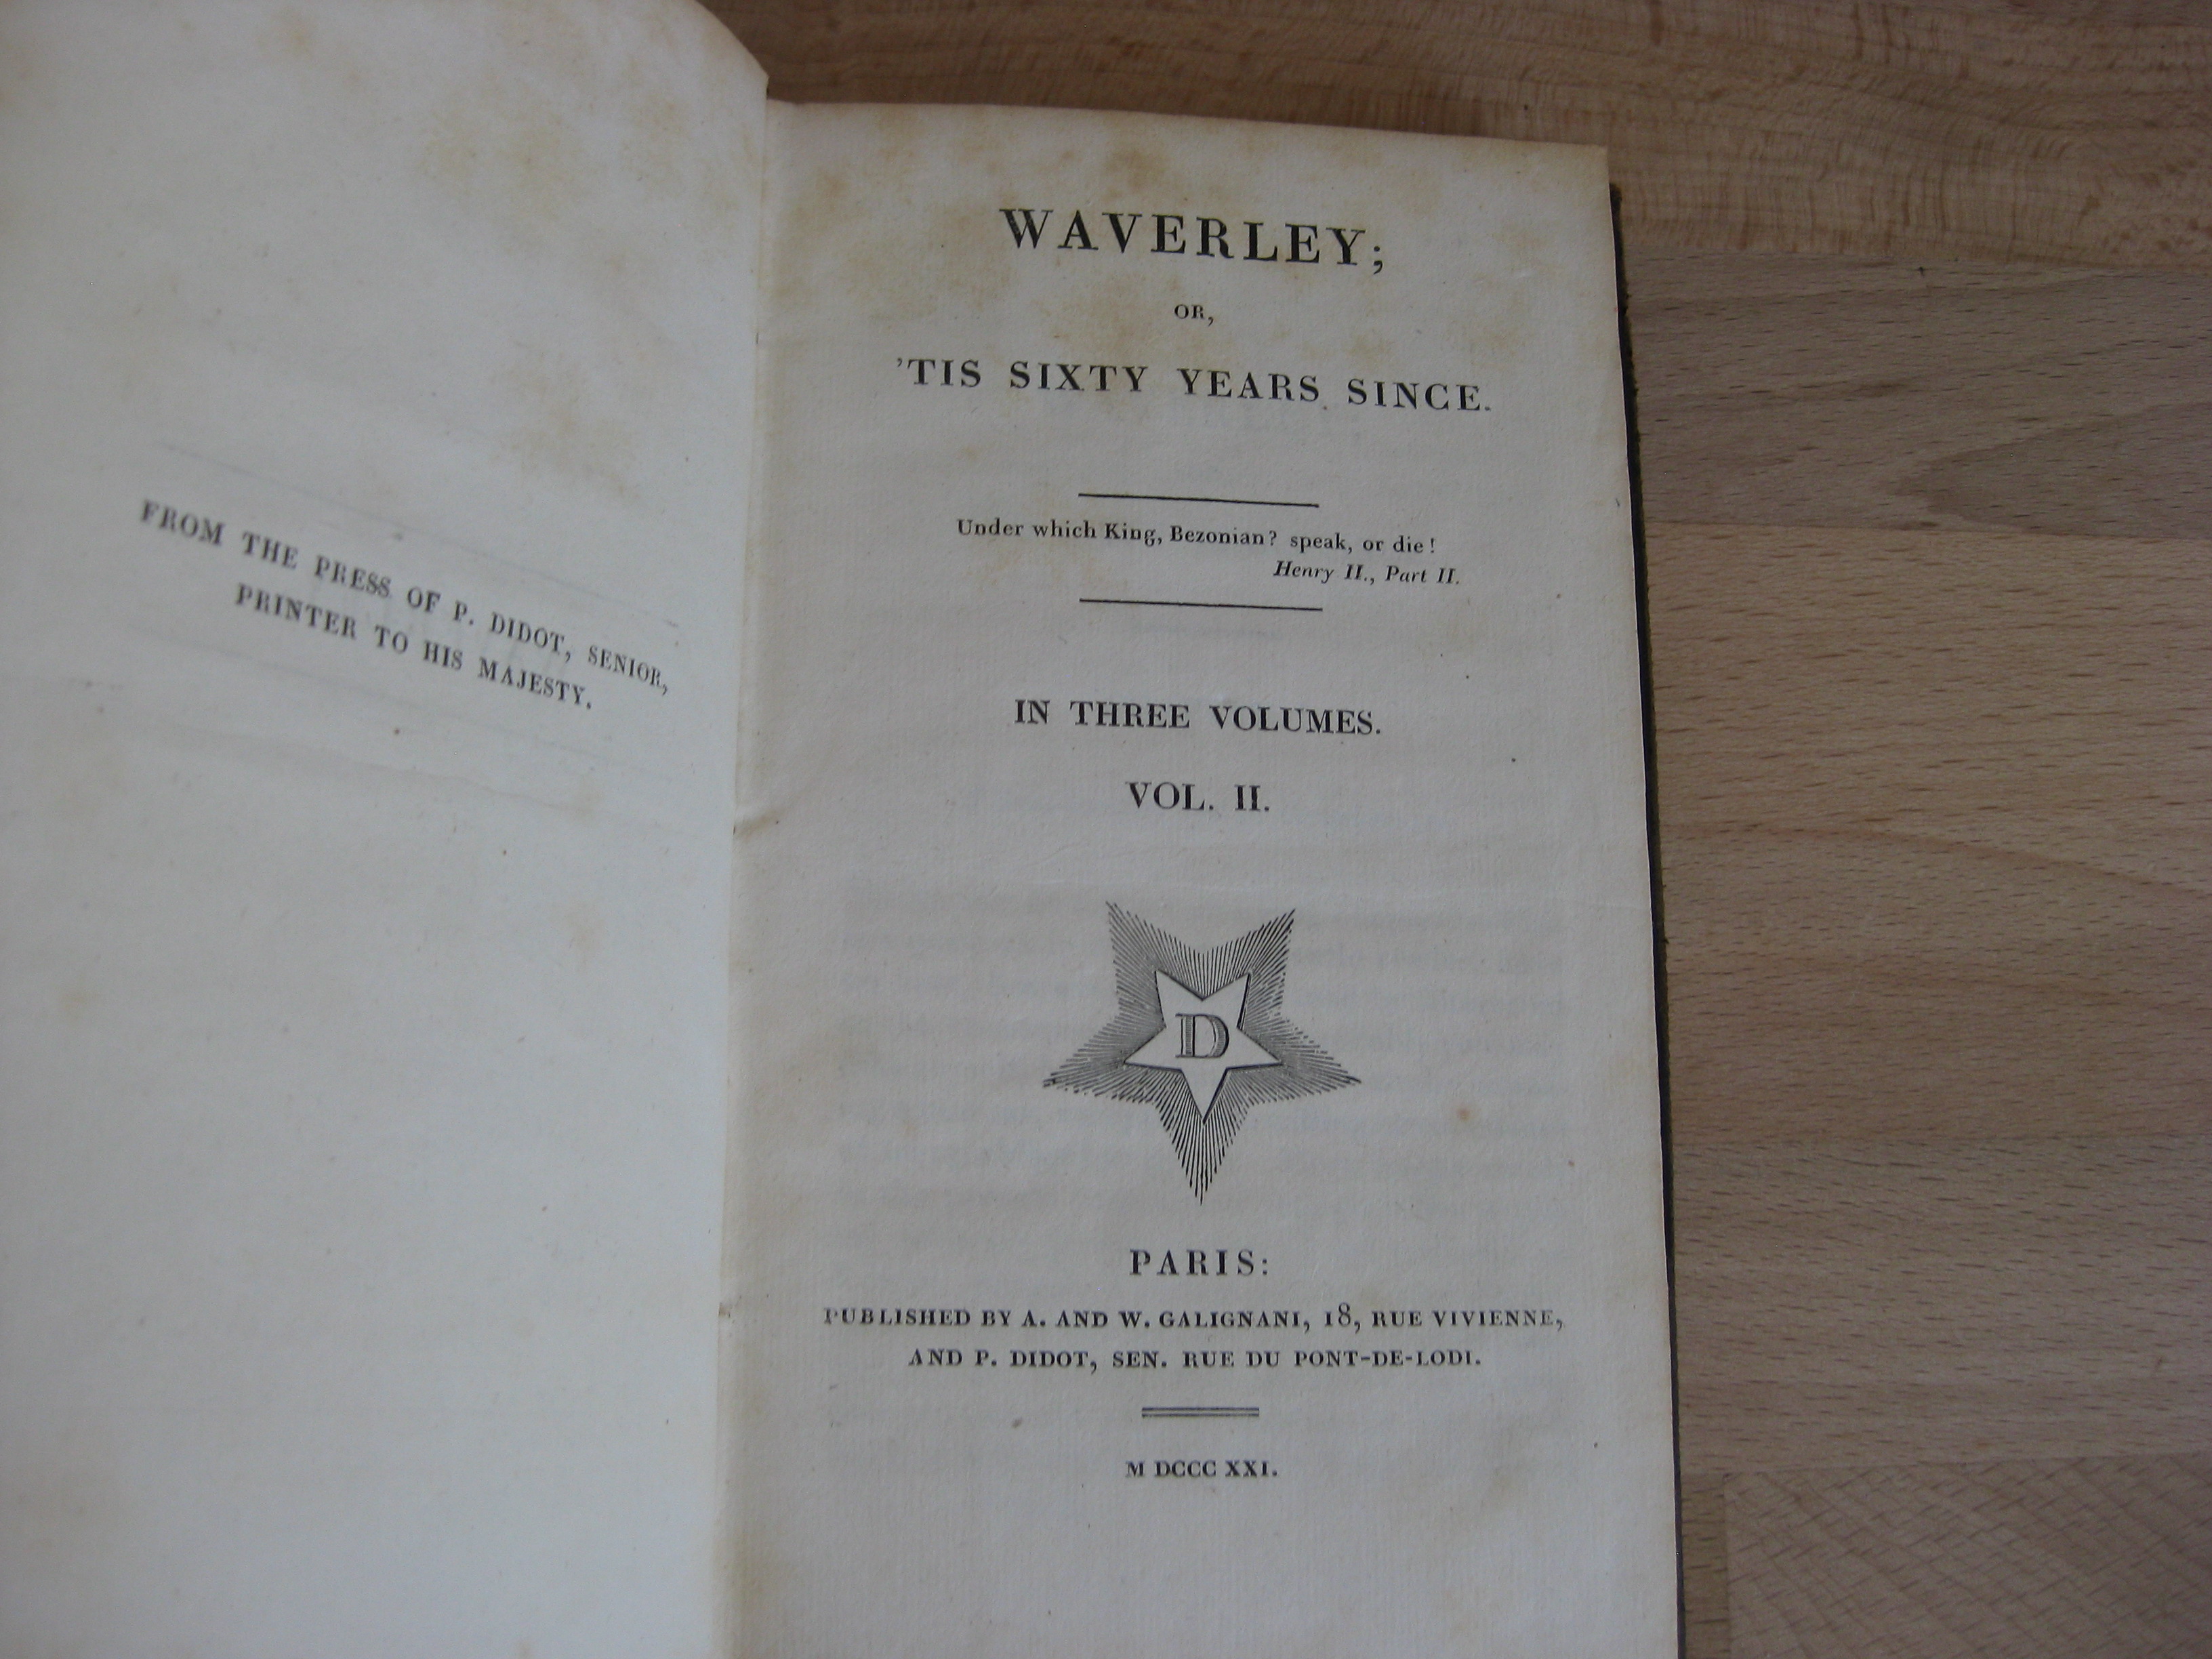 FROM THE PRESS OF P. DIDOT, SENIOR,
PRINTER TO HIS MAJESTY.
WAVERLEY;
OR,
'TIS SIXTY YEARS SINCE.
Under which King, Bezonian? speak, or die!
Henry II., Part II.
IN THREE VOLUMES.
VOL. II.
D
PARIS:
PUBLISHED BY A. AND W. GALIGNANI, 18, RUE VIVIENNE,
AND P. DIDOT, SEN. RUE DU PONT-DE-LODI.
M DCCC XXI.